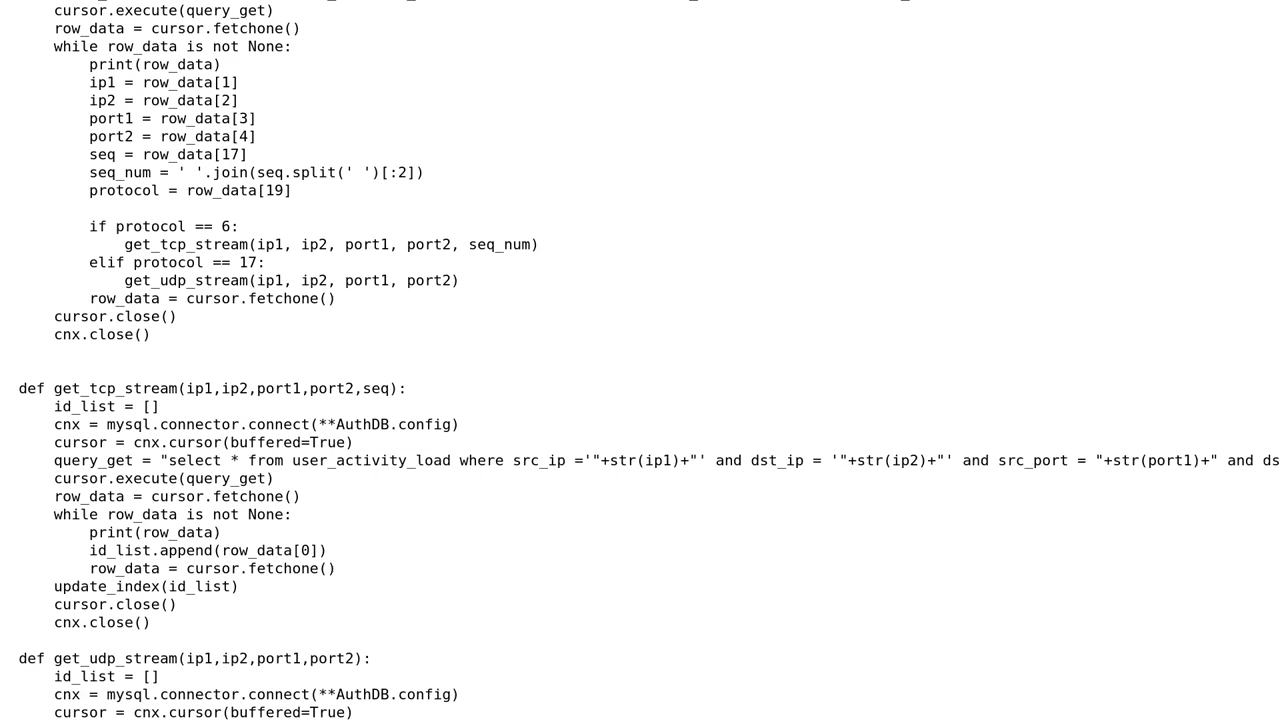 cursor.execute(query_get)
row_data = cursor.fetchone()
while row_data is not None:
print(row_data)
ip1 = row_data[1]
ip2 = row_data[2]
port1 = row_data[3]
port2 = row_data[4]
seq = row_data[17]
seq_num = ' '.join(seq.split(' ')[:2])
protocol = row_data[19]
if protocol == 6:
get_tcp_stream(ip1, ip2, port1, port2, seq_num)
elif protocol == 17:
get_udp_stream(ip1, ip2, port1, port2)
row_data = cursor.fetchone()
cursor.close()
cnx.close()
def get_tcp_stream(ip1,ip2,port1,port2,seq):
id_list = []
cnx = mysql.connector.connect(**AuthDB.config)
cursor = cnx.cursor(buffered=True)
query_get = "select * from user_activity_load where src_ip ='"+str(ip1)+"' and dst_ip = '"+str(ip2)+"' and src_port = "+str(port1)+" and ds
cursor.execute(query_get)
row_data = cursor.fetchone()
while row_data is not None:
print(row_data)
id_list.append(row_data[0])
row_data = cursor.fetchone()
update_index(id_list)
cursor.close()
cnx.close()
def get_udp_stream(ip1,ip2,port1,port2):
id_list = []
cnx = mysql.connector.connect(**AuthDB.config)
cursor = cnx.cursor(buffered=True)